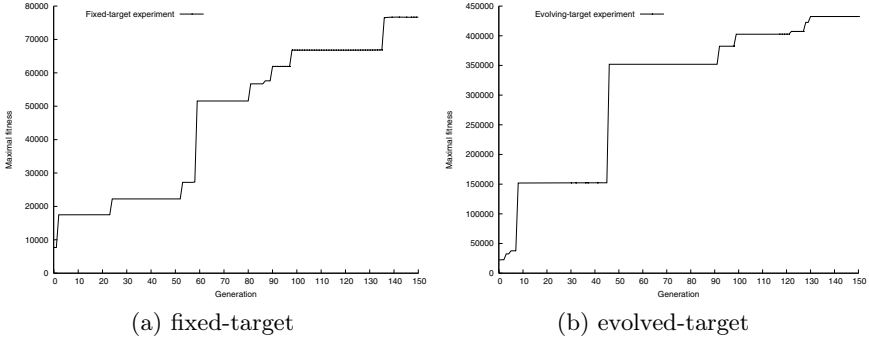 Fixed-target experiment
80000
70000
60000
50000
40000
30000
20000
10000
0
Maximal fitness
0 10 20 30 40 50 60 70 80 90 100 110 120 130 140 150
Generation
(a) fixed-target
Evolving-target experiment
450000
400000
350000
300000
250000
200000
150000
100000
50000
0
Maximal fitness
0 10 20 30 40 50 60 70 80 90 100 110 120 130 140 150
Generation
(b) evolved-target